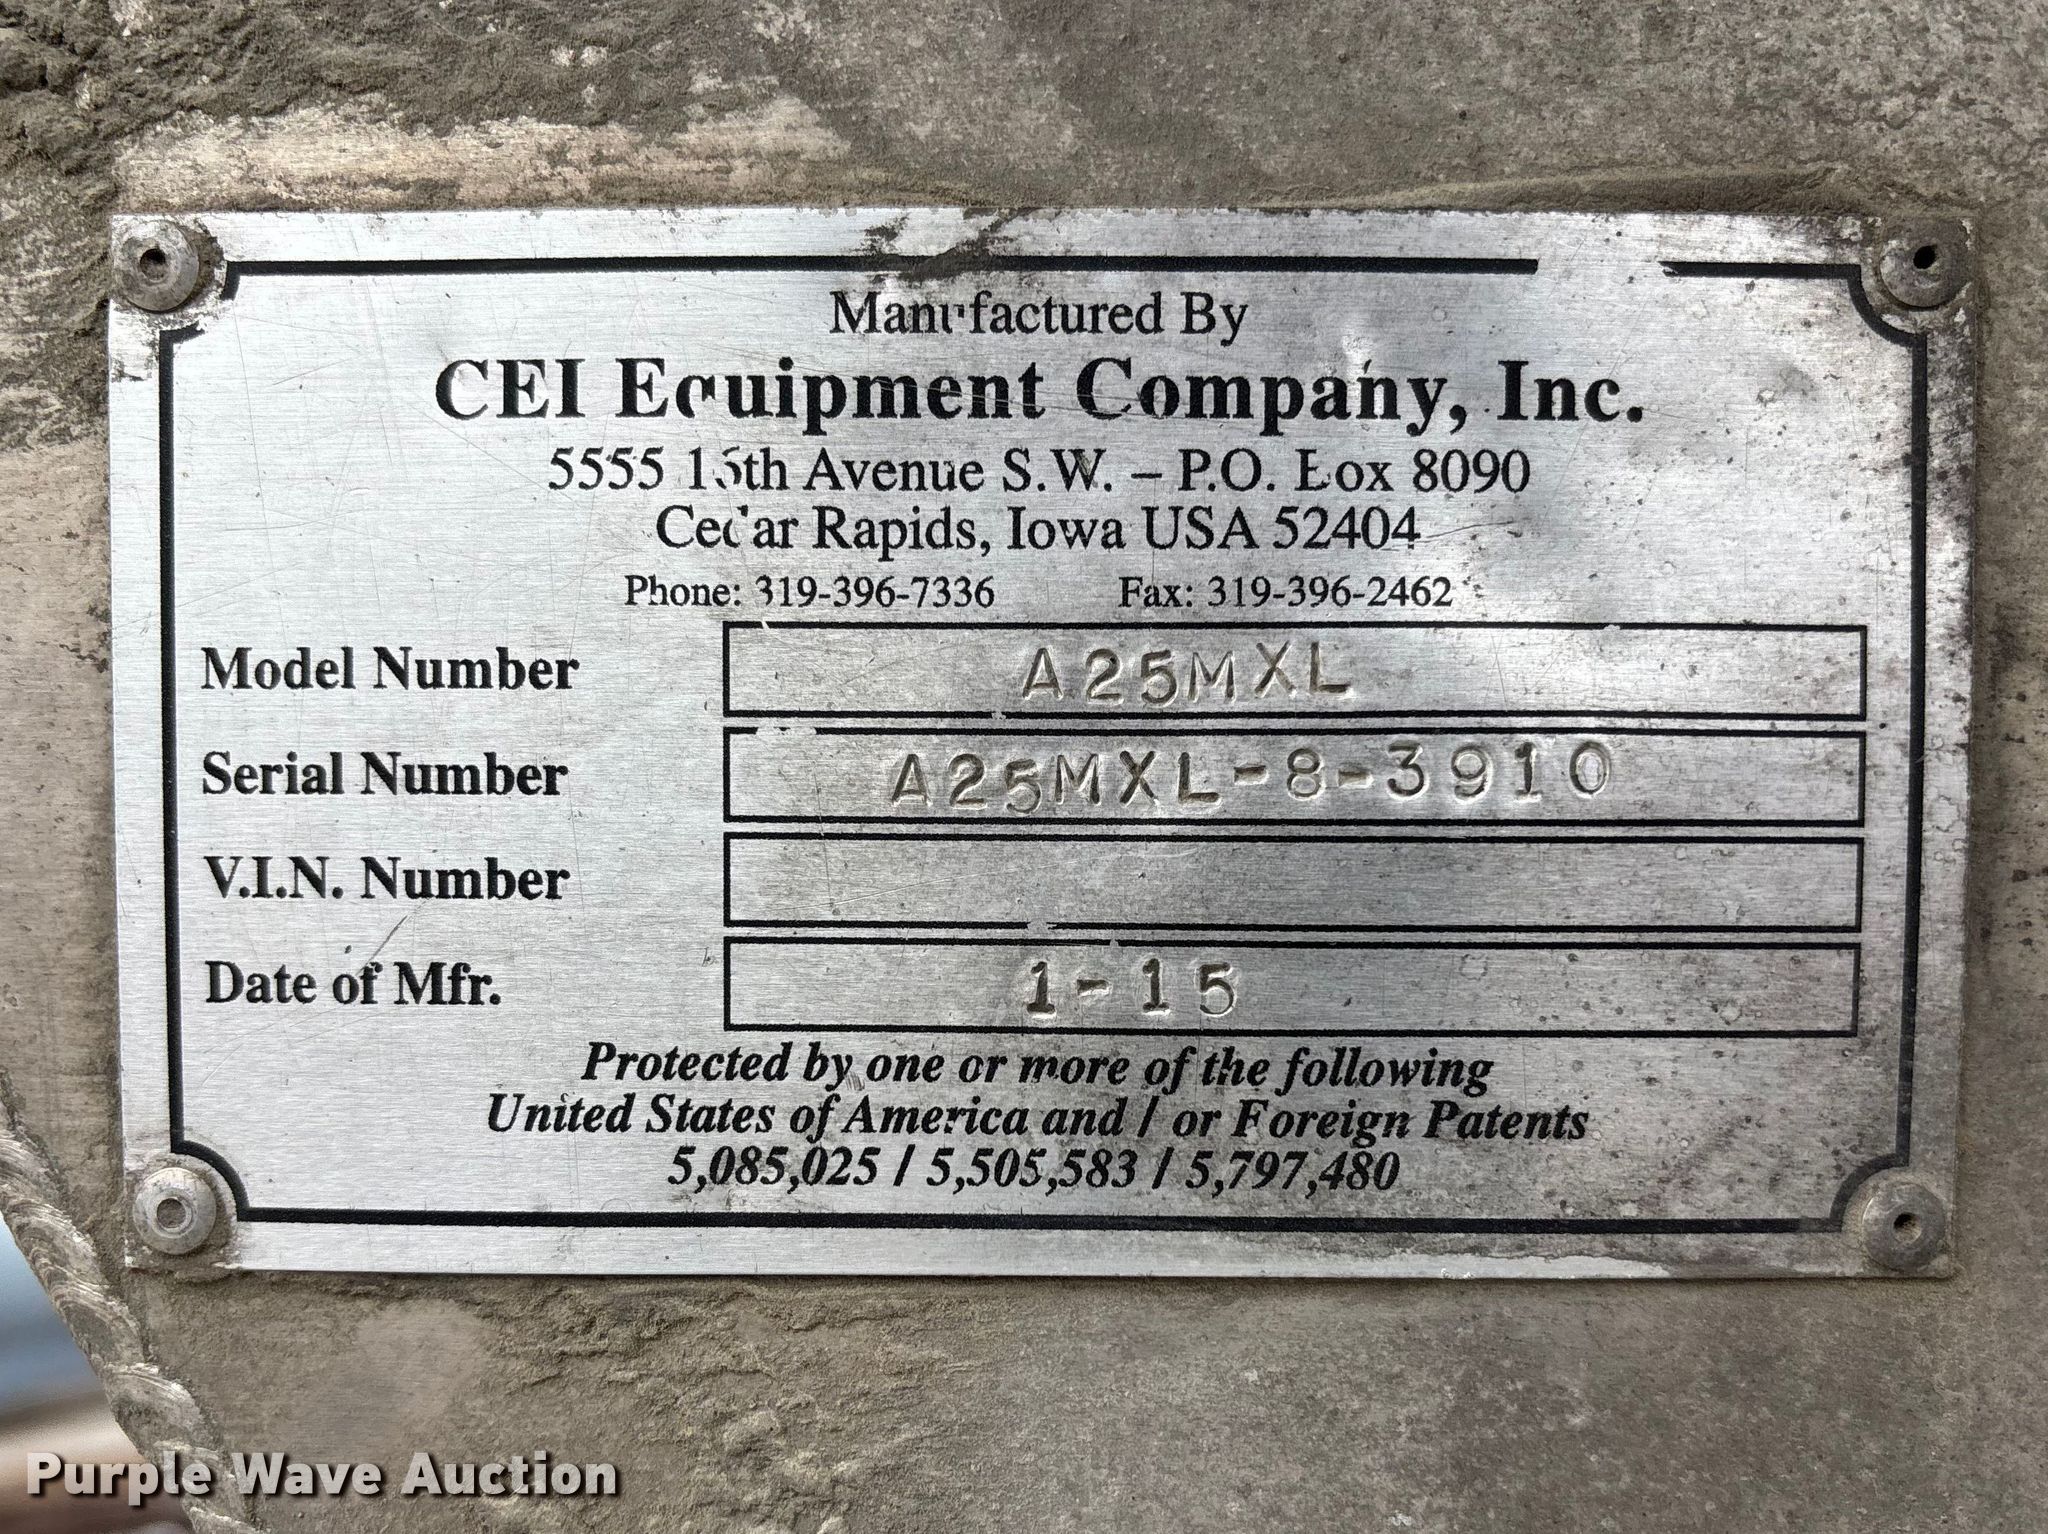 Manufactured By
CEI Equipment Company, Inc.
5555 16th Avenue S.W. – P.O. Box 8090
Cedar Rapids, Iowa USA 52404
Phone: 319-396-7336 Fax: 319-396-2462
Model Number A25MXL
Serial Number A25MXL-8-3910
V.I.N. Number
Date of Mfr. 1-15
Protected by one or more of the following
United States of America and / or Foreign Patents
5,085,025 / 5,505,583 / 5,797,480
Purple Wave Auction